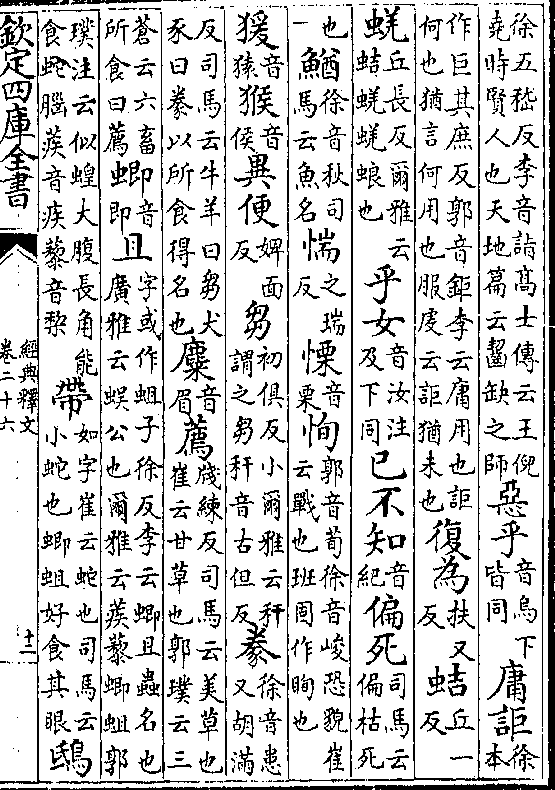 徐五嵇反李音詣高士傳云王倪堯時賢人也天地篇云齧缺之師惡乎音烏下皆同庸詎徐本
作巨其庶反郭音鉅李云庸用也詎何也猶言何用也服虔云詎猶未也復為扶又反蛣丘一反
蜣丘長反爾雅云蛣蜣蜣蜋也乎女音汝注及下同已不知音紀偏死司馬云偏枯死
也鰌徐音秋司馬云魚名惴之瑞反慄音栗恂郭音荀徐音峻恐貌崔云戰也班固作眴也
猨音猿猴音侯異便婢面反芻初俱反小爾雅云稈謂之芻稈音古但反豢徐音患又胡滿
反司馬云牛羊曰芻犬豕曰豢以所食得名也麋音眉薦牋練反司馬云美草也崔云甘草也郭璞云三
蒼云六畜所食曰薦蝍音即且字或作蛆子徐反李云蝍且蟲名也廣雅云蜈公也爾雅云蒺藜蝍蛆郭
璞注云似蝗大腹長角能食蛇腦蒺音疾藜音犂帶如字崔云蛇也司馬云小蛇也蝍蛆好食其眼鴟
欽定四庫全書
經典釋文
卷二十六
十二